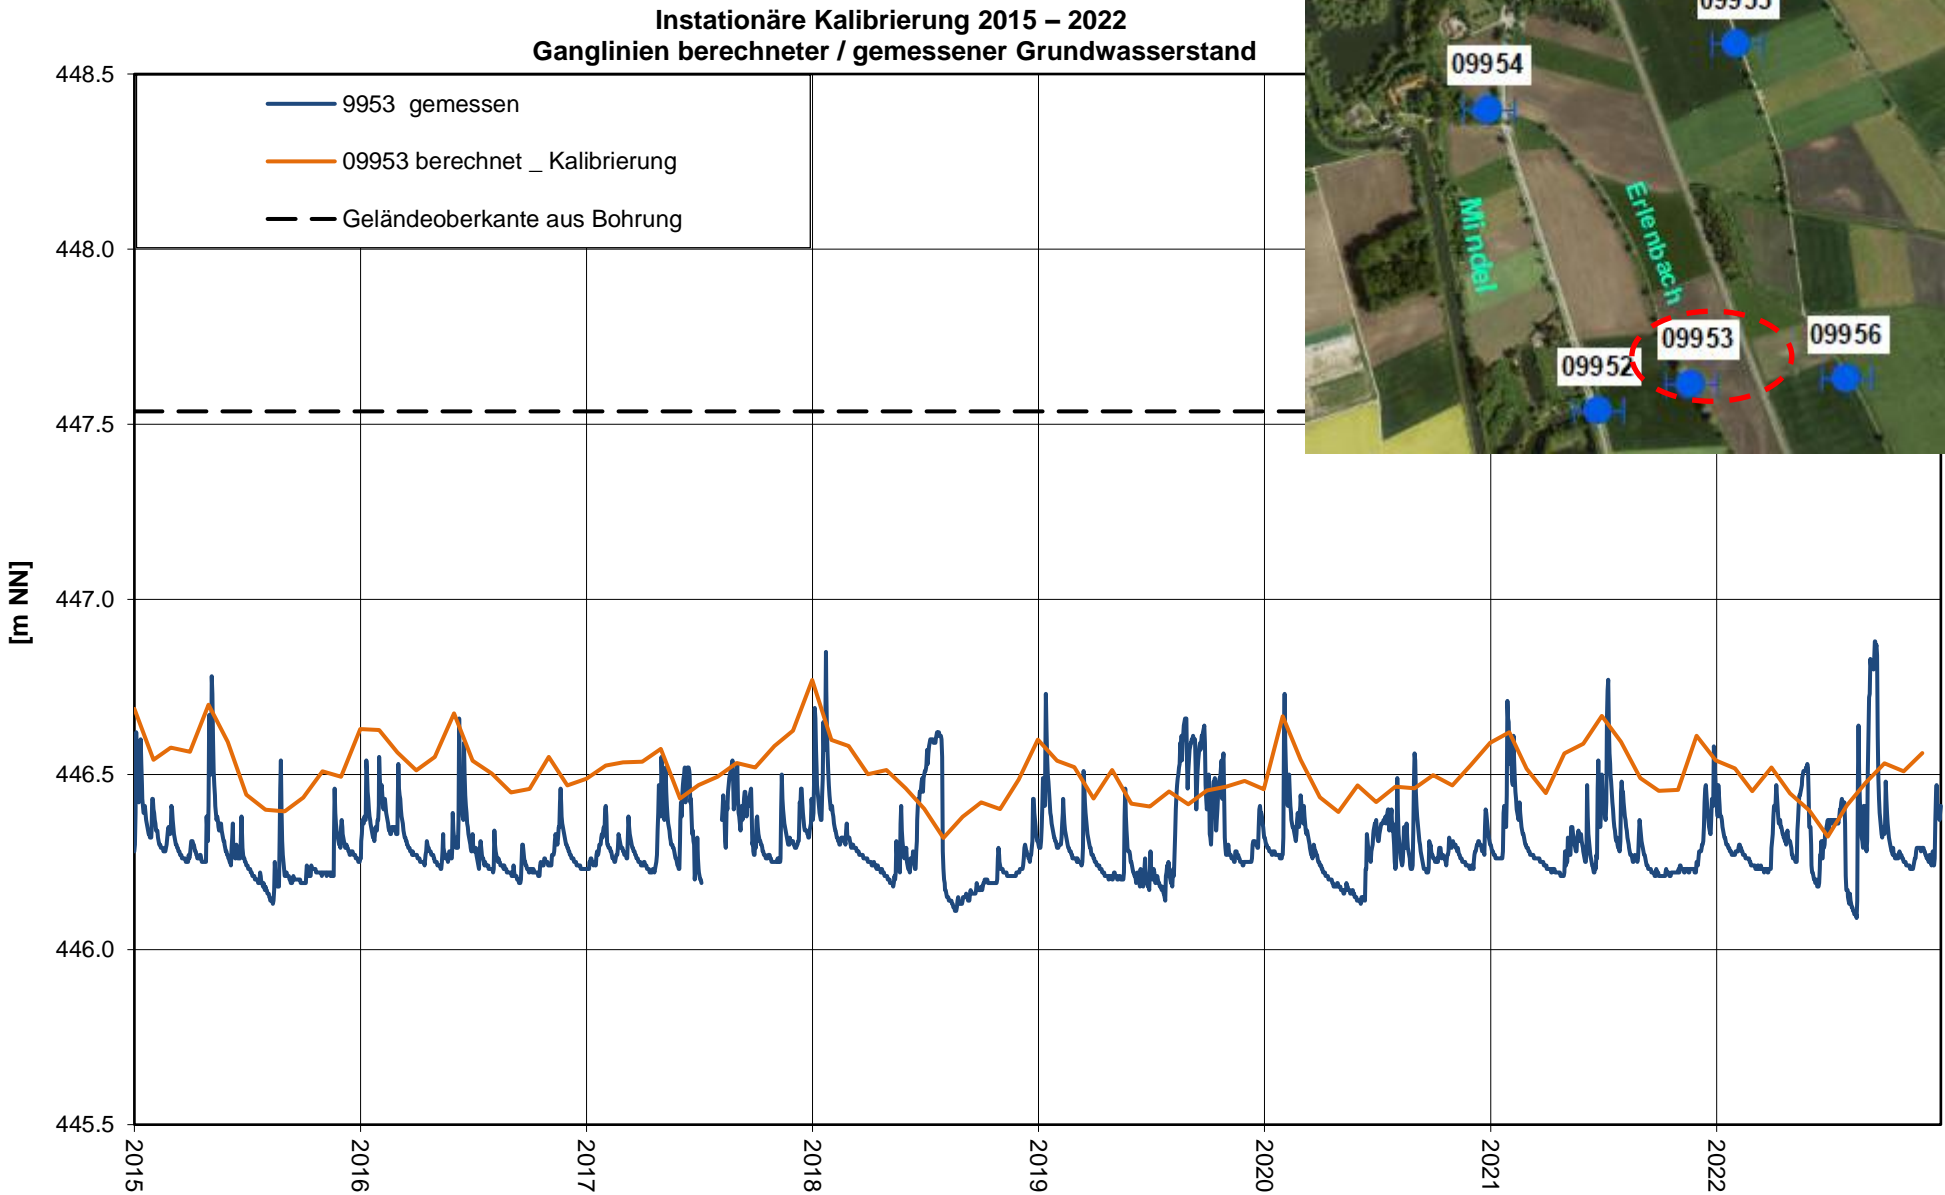 Instationäre Kalibrierung 2015 – 2022
Ganglinien berechneter / gemessener Grundwasserstand
9953 gemessen
09953 berechnet _ Kalibrierung
Geländeoberkante aus Bohrung
[m NN]
448.5
448.0
447.5
447.0
446.5
446.0
445.5
2015
2016
2017
2018
2019
2020
2021
2022
09954
Mindel
Erlenbach
09953
09956
09952